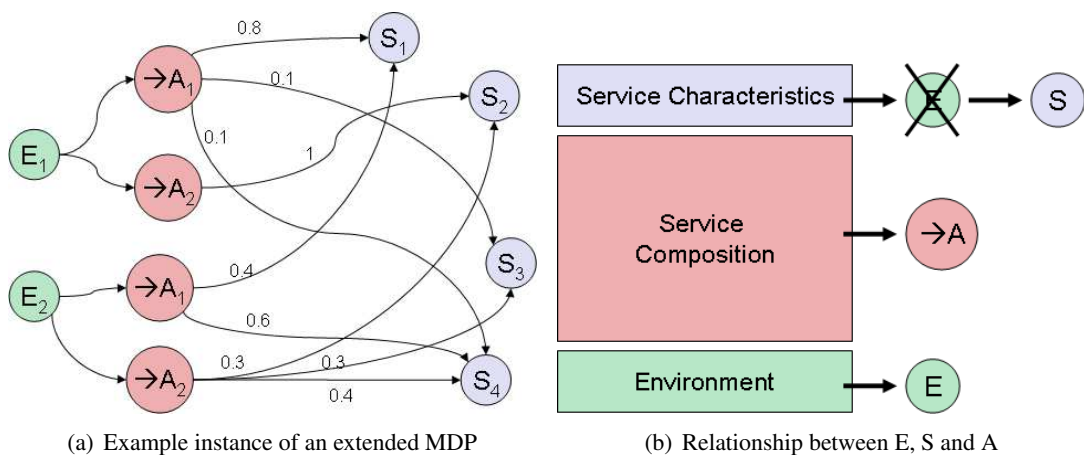 0.8
S1
→A1
0.1
S2
0.1
E1
1
→A2
S3
→A1
0.4
E2
0.6
0.3
0.3
→A2
S4
0.4
(a) Example instance of an extended MDP
Service Characteristics
E
S
Service
Composition
→A
Environment
E
(b) Relationship between E, S and A